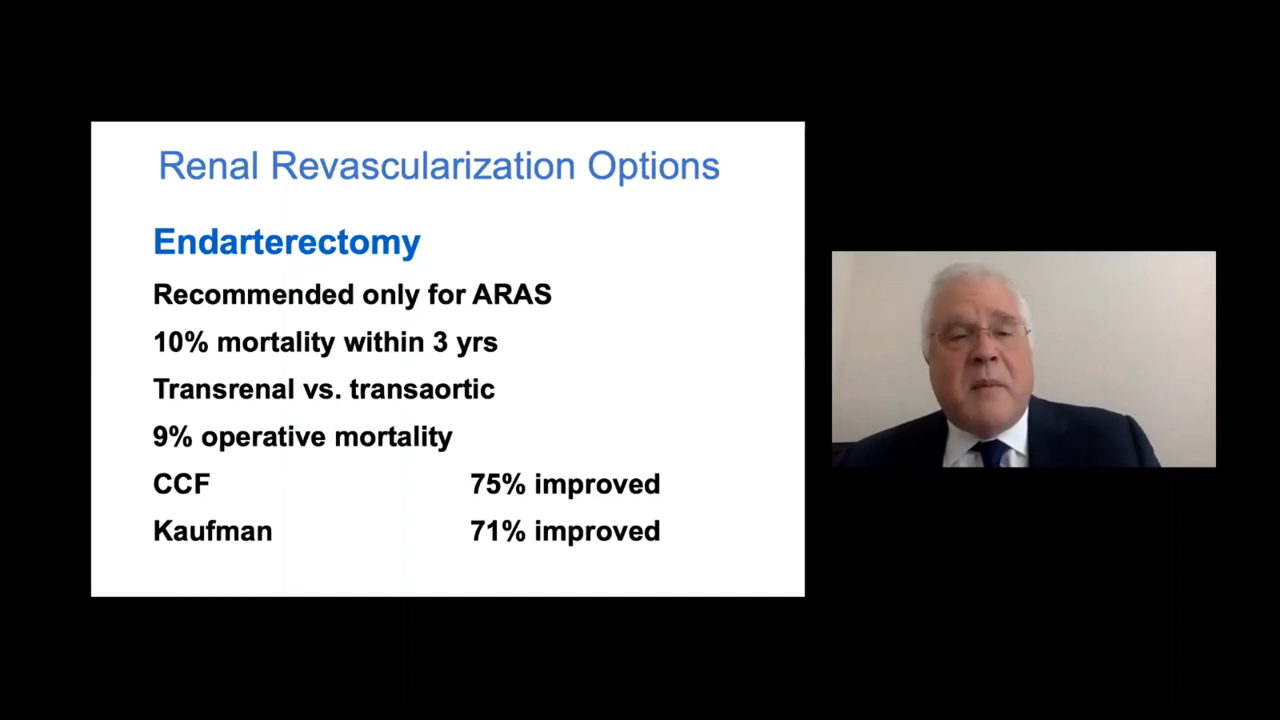 Renal Revascularization Options
Endarterectomy
Recommended only for ARAS
10% mortality within 3 yrs
Transrenal vs. transaortic
9% operative mortality
CCF 75% improved
Kaufman 71% improved